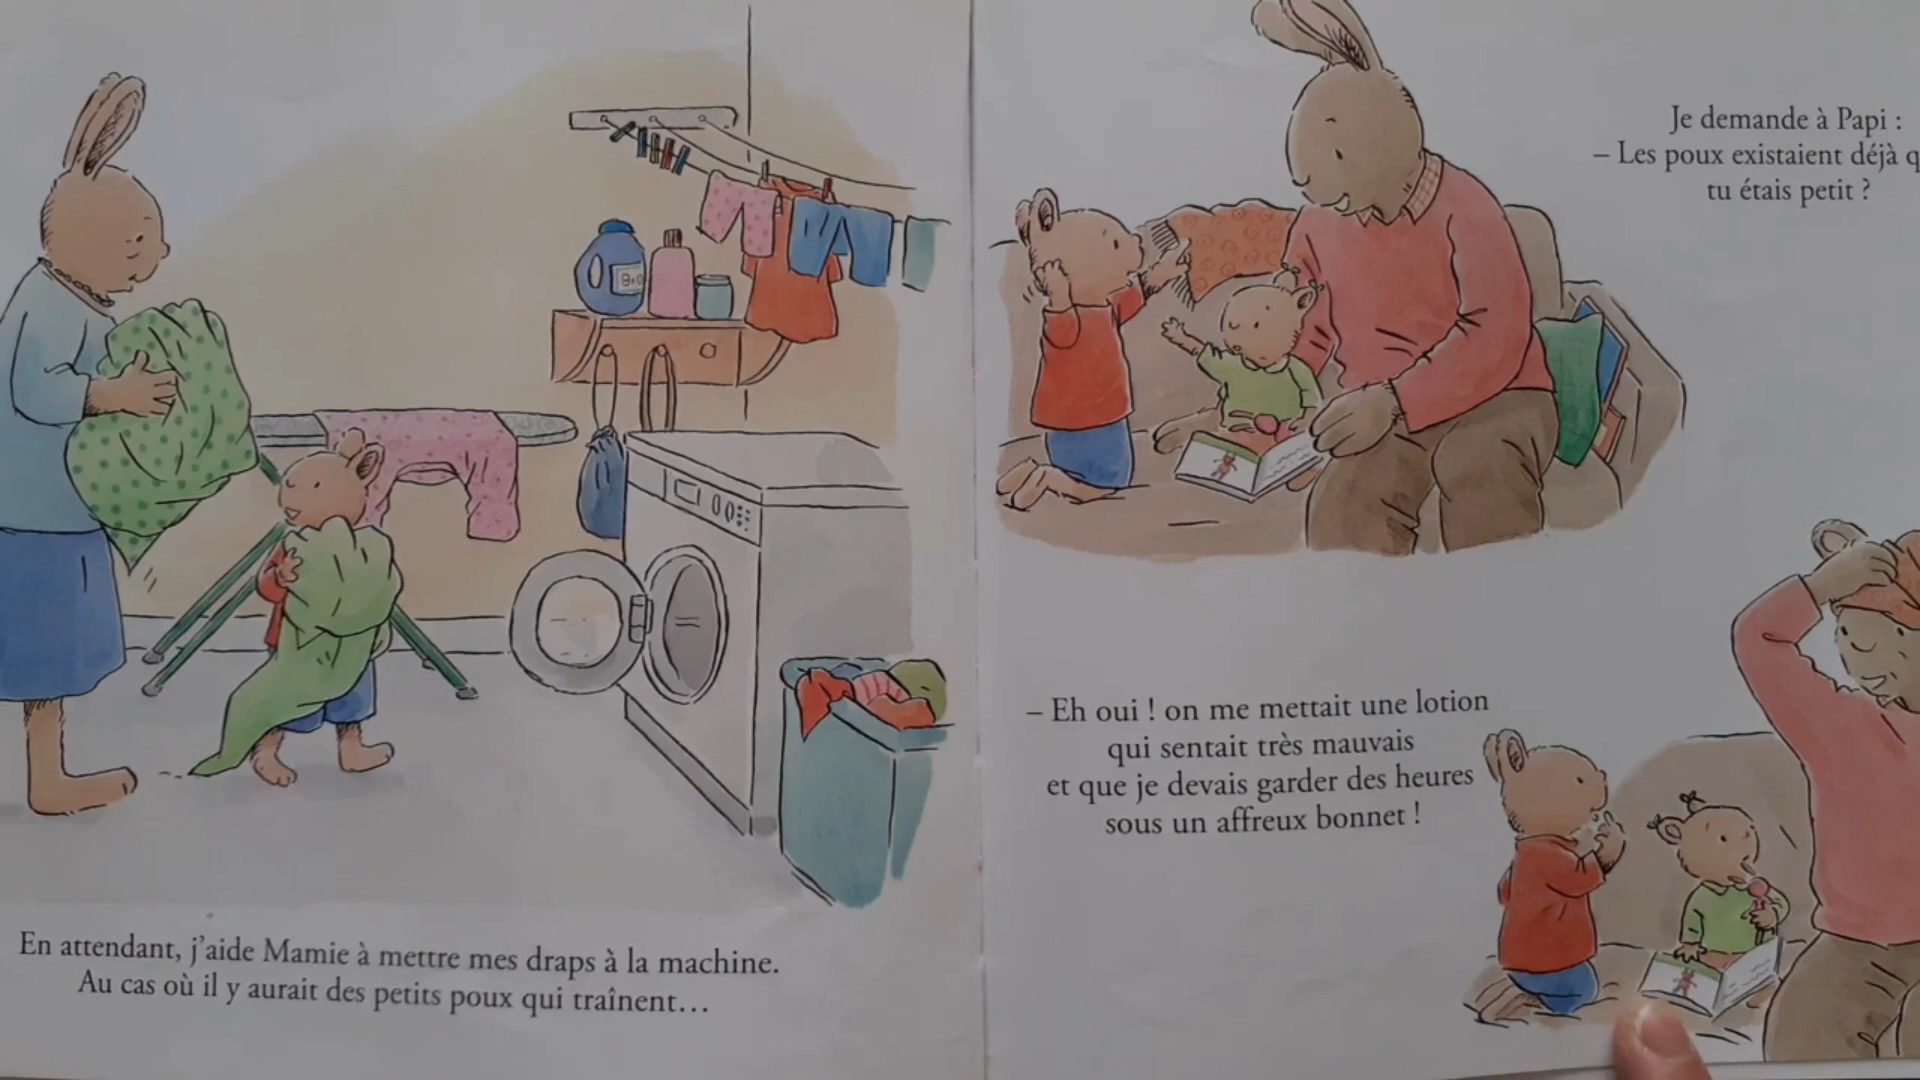 En attendant, j'aide Mamie à mettre mes draps à la machine.
Au cas où il y aurait des petits poux qui traînent…
Je demande à Papi :
– Les poux existaient déjà
tu étais petit ?
– Eh oui ! on me mettait une lotion
qui sentait très mauvais
et que je devais garder des heures
sous un affreux bonnet !